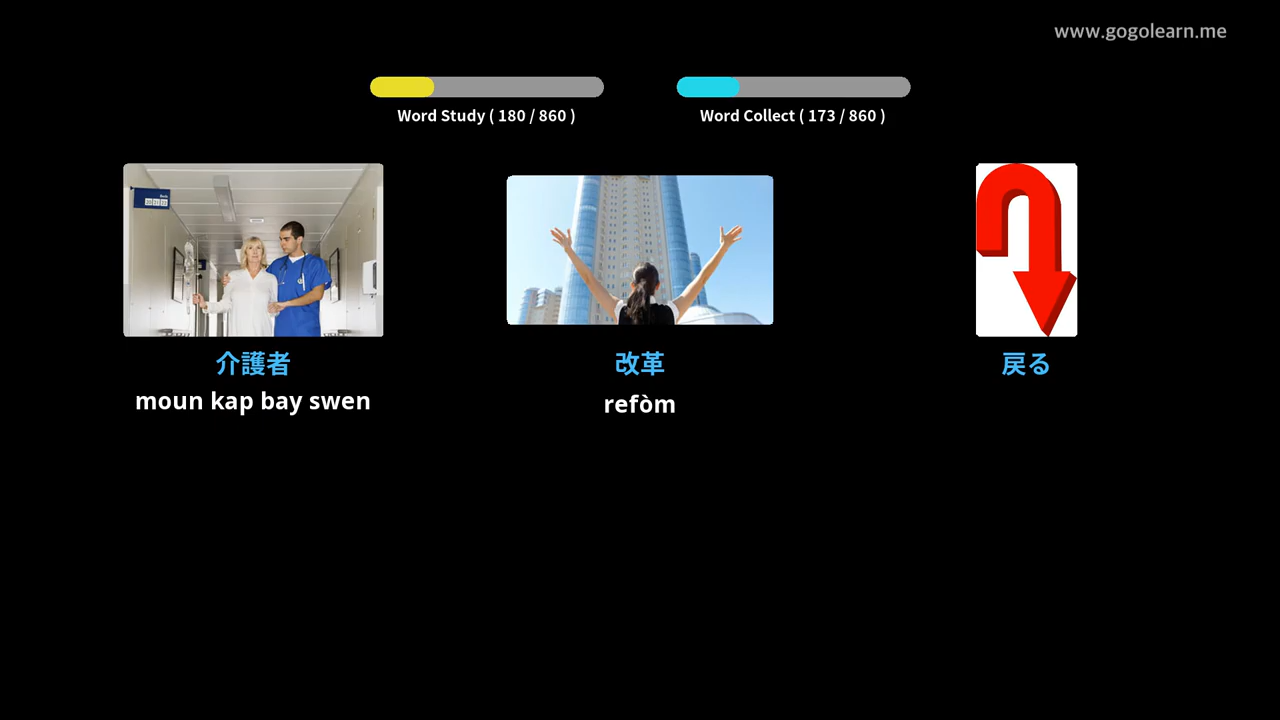 www.gogolearn.me
Word Study ( 180 / 860 )
Word Collect ( 173 / 860 )
介護者
moun kap bay swen
改革
refòm
戻る